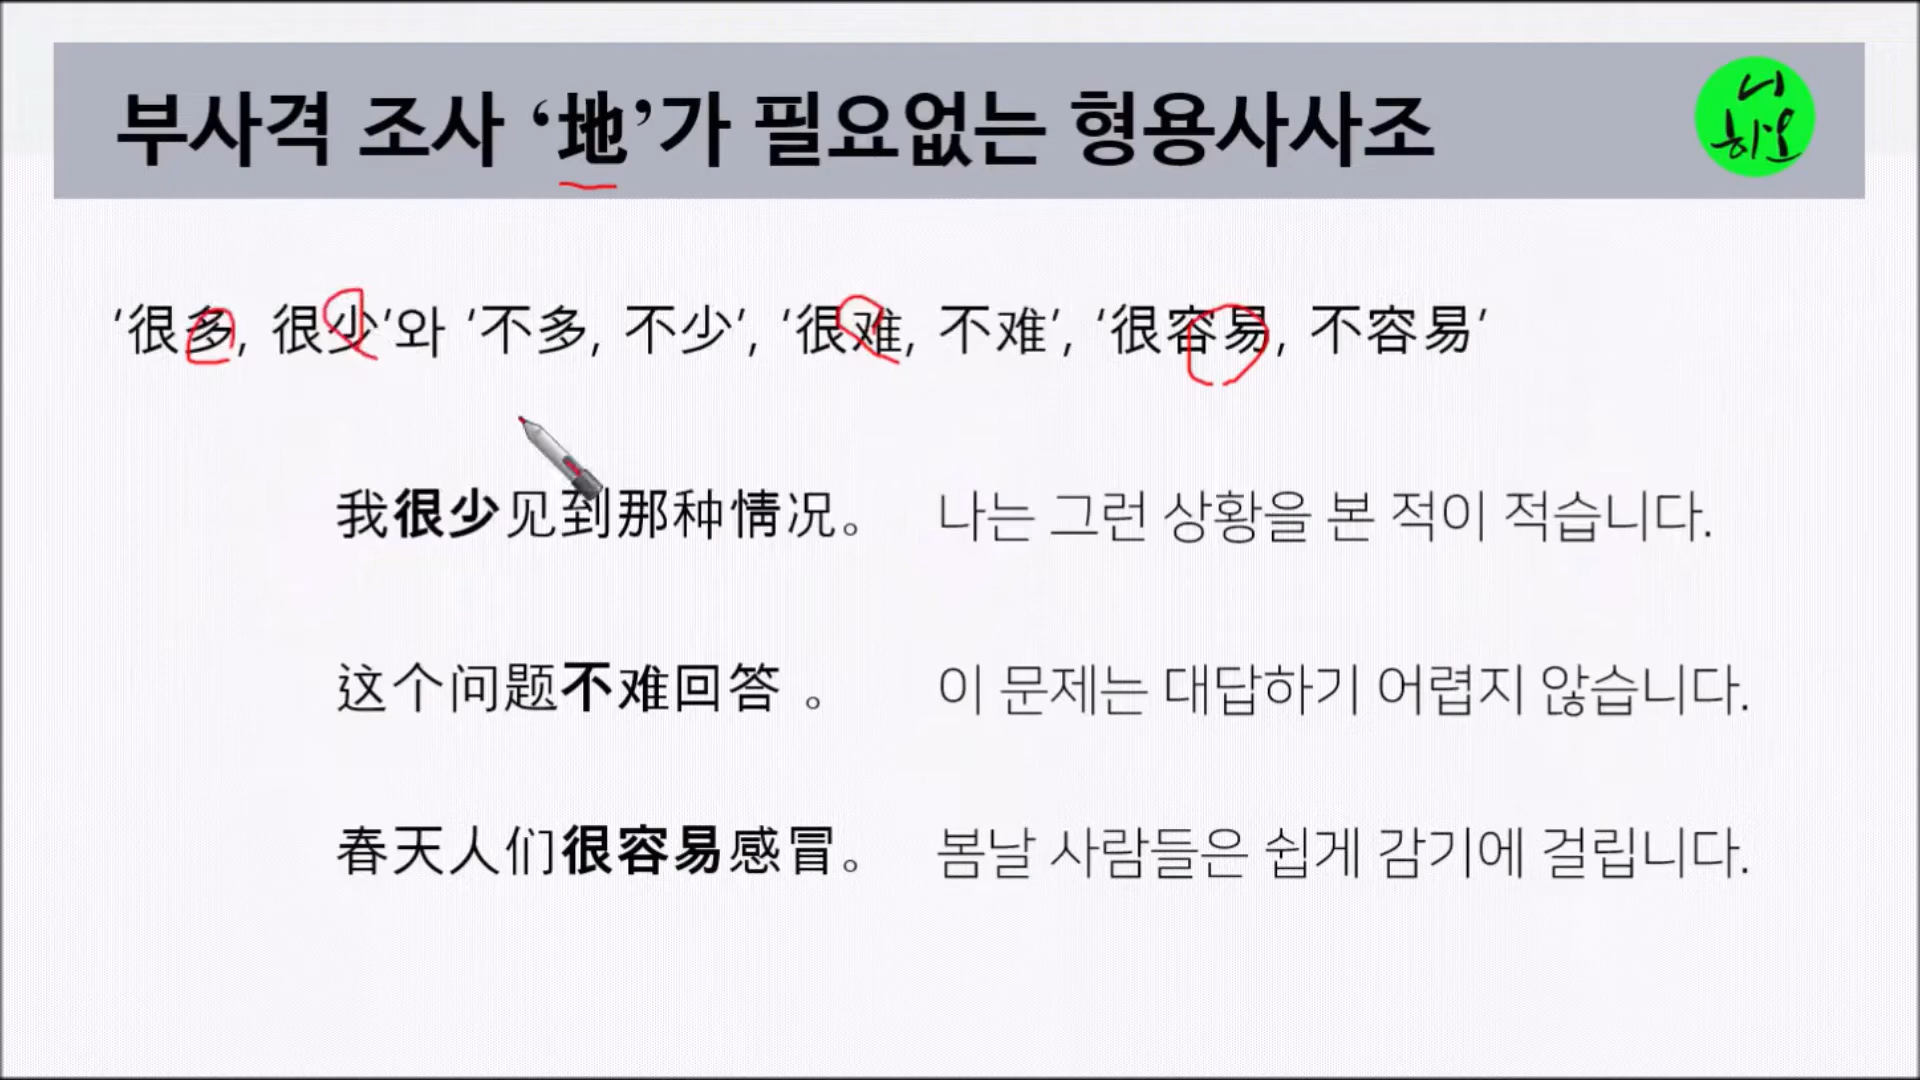 부사격 조사 ‘地’가 필요없는 형용사사조
니
하오
‘很多, 很少’와 ‘不多, 不少’, ‘很难, 不难’, ‘很容易, 不容易’
我很少见到那种情况。 나는 그런 상황을 본 적이 적습니다.
这个问题不难回答 。 이 문제는 대답하기 어렵지 않습니다.
春天人们很容易感冒。 봄날 사람들은 쉽게 감기에 걸립니다.